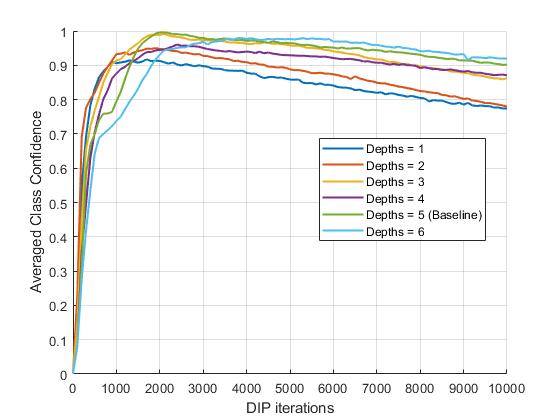 1
0.9
0.8
0.7
0.6
0.5
0.4
0.3
0.2
0.1
0
Averaged Class Confidence
Depths = 1
Depths = 2
Depths = 3
Depths = 4
Depths = 5 (Baseline)
Depths = 6
0 1000 2000 3000 4000 5000 6000 7000 8000 9000 10000
DIP iterations